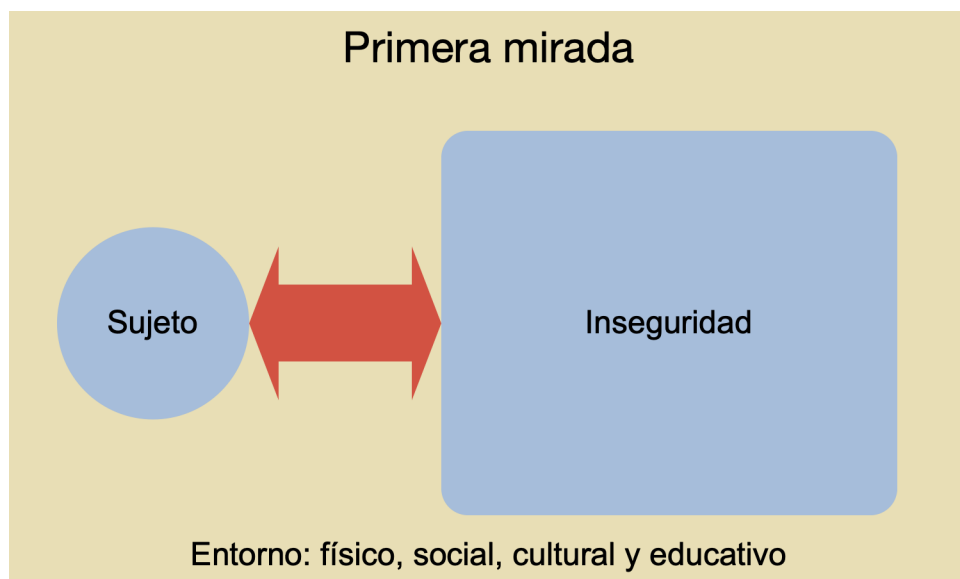 Primera mirada
Sujeto
Inseguridad
Entorno: físico, social, cultural y educativo